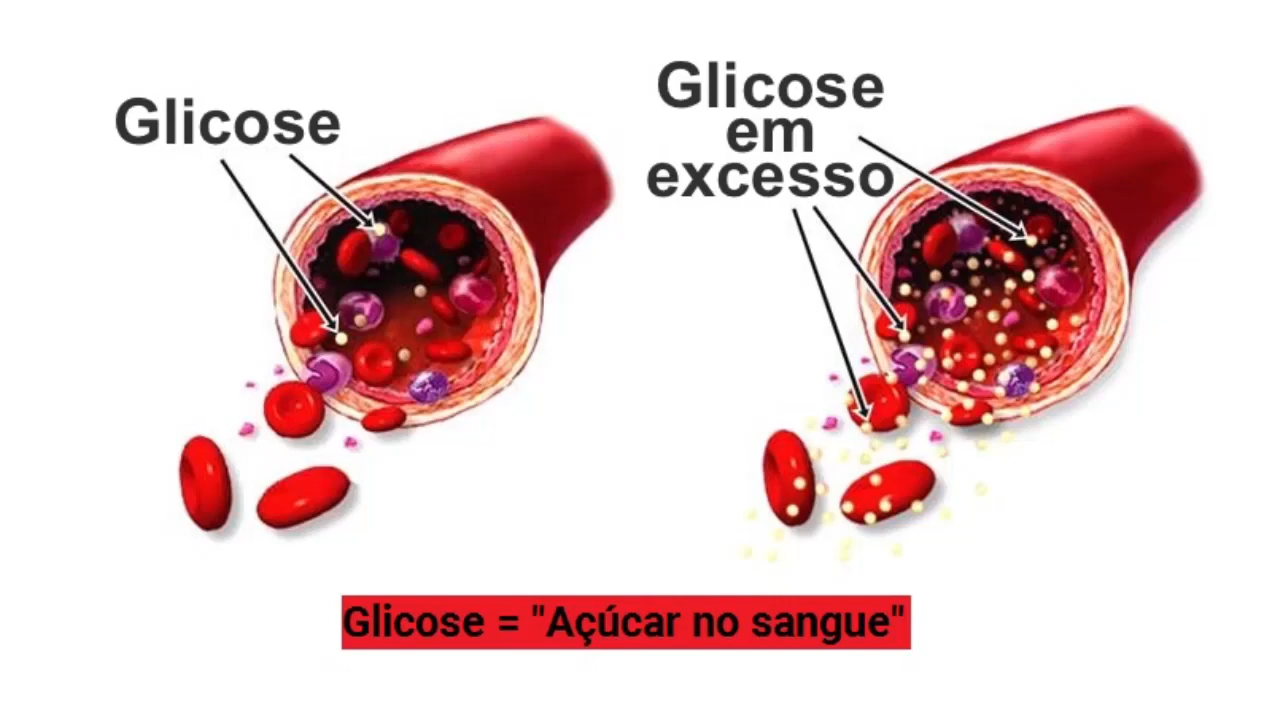 Glicose
Glicose
em
excesso
Glicose = "Açúcar no sangue"